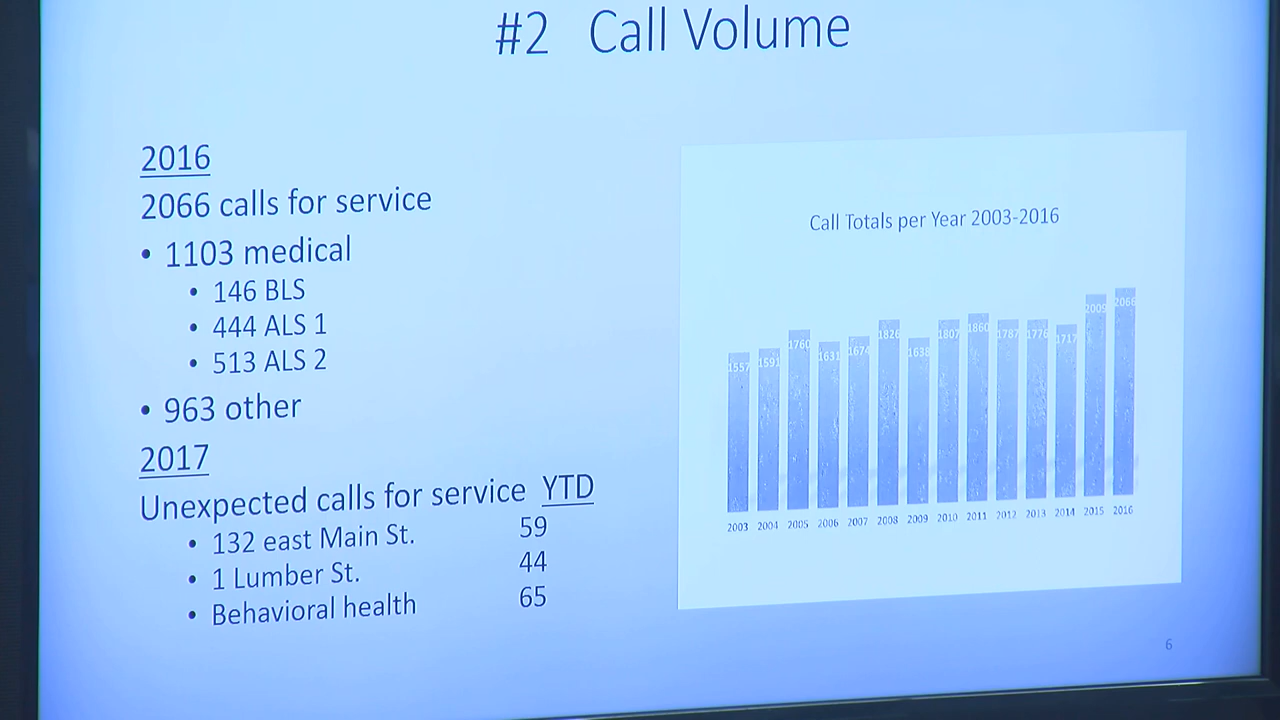 #2 Call Volume
2016
2066 calls for service
• 1103 medical
• 146 BLS
• 444 ALS 1
• 513 ALS 2
• 963 other
2017
Unexpected calls for service YTD
• 132 east Main St. 59
• 1 Lumber St. 44
• Behavioral health 65
Call Totals per Year 2003-2016
1557 1591 1760 1631 1674 1826 1638 1807 1860 1787 1776 1717 2005 2066
2003 2004 2005 2006 2007 2008 2009 2010 2011 2012 2013 2014 2015 2016
6